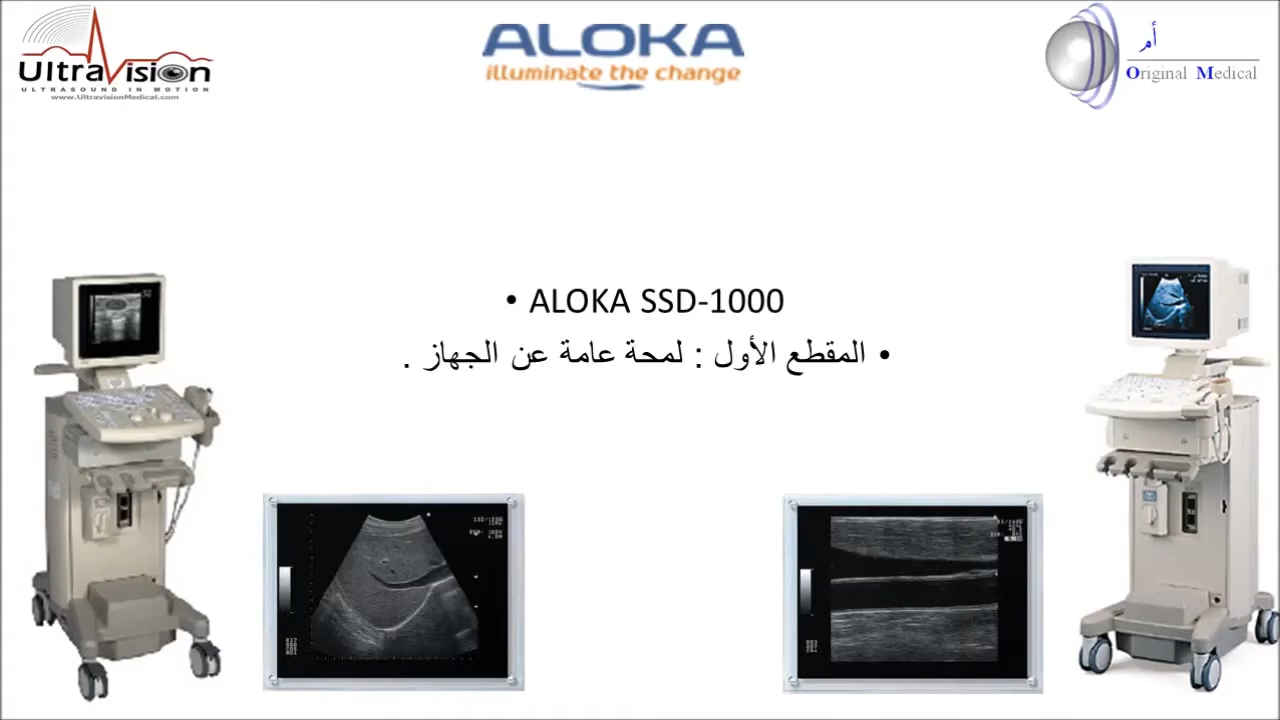 UltraVision
ULTRASOUND IN MOTION
www.UltravisionMedical.com
ALOKA
illuminate the change
أم
Original Medical
• ALOKA SSD-1000
• المقطع الأول : لمحة عامة عن الجهاز .